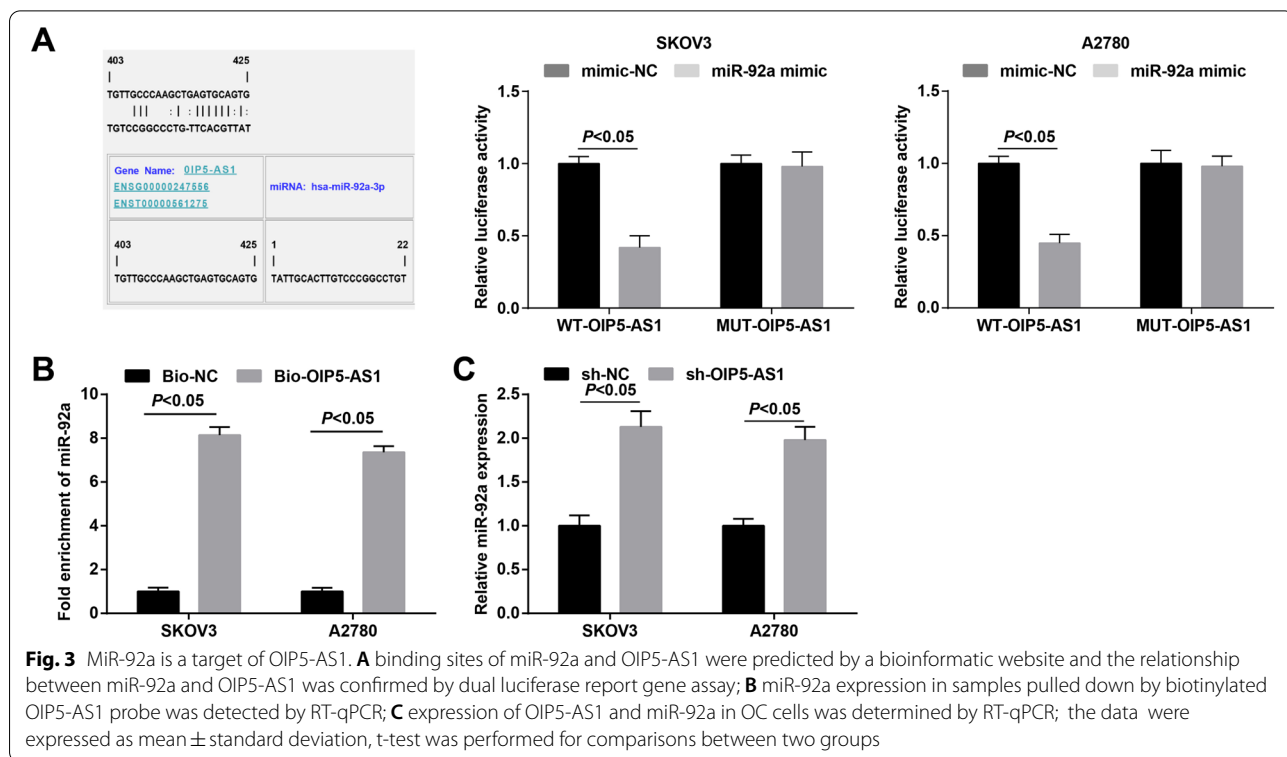 A
403 425
| |
TGTTGCCCAAGCTGAGTGCAGTG
||| :| :||||||:|:
TGTCCGGCCCTG-TTCACGTTAT
Gene Name: OIP5-AS1
ENSG00000247556
ENST00000561275
miRNA: hsa-miR-92a-3p
403 425
| |
TGTTGCCCAAGCTGAGTGCAGTG
1 22
| |
TATTGCACTTGTCCCGGCCTGT
SKOV3
mimic-NC miR-92a mimic
Relative luciferase activity
1.5
1.0
0.5
0.0
P<0.05
WT-OIP5-AS1 MUT-OIP5-AS1
A2780
mimic-NC miR-92a mimic
Relative luciferase activity
1.5
1.0
0.5
0.0
P<0.05
WT-OIP5-AS1 MUT-OIP5-AS1
B
Bio-NC Bio-OIP5-AS1
Fold enrichment of miR-92a
10
8
6
4
2
0
P<0.05
P<0.05
SKOV3 A2780
C
sh-NC sh-OIP5-AS1
Relative miR-92a expression
2.5
2.0
1.5
1.0
0.5
0.0
P<0.05
P<0.05
SKOV3 A2780
Fig. 3 MiR-92a is a target of OIP5-AS1. A binding sites of miR-92a and OIP5-AS1 were predicted by a bioinformatic website and the relationship
between miR-92a and OIP5-AS1 was confirmed by dual luciferase report gene assay; B miR-92a expression in samples pulled down by biotinylated
OIP5-AS1 probe was detected by RT-qPCR; C expression of OIP5-AS1 and miR-92a in OC cells was determined by RT-qPCR; the data were
expressed as mean ± standard deviation, t-test was performed for comparisons between two groups